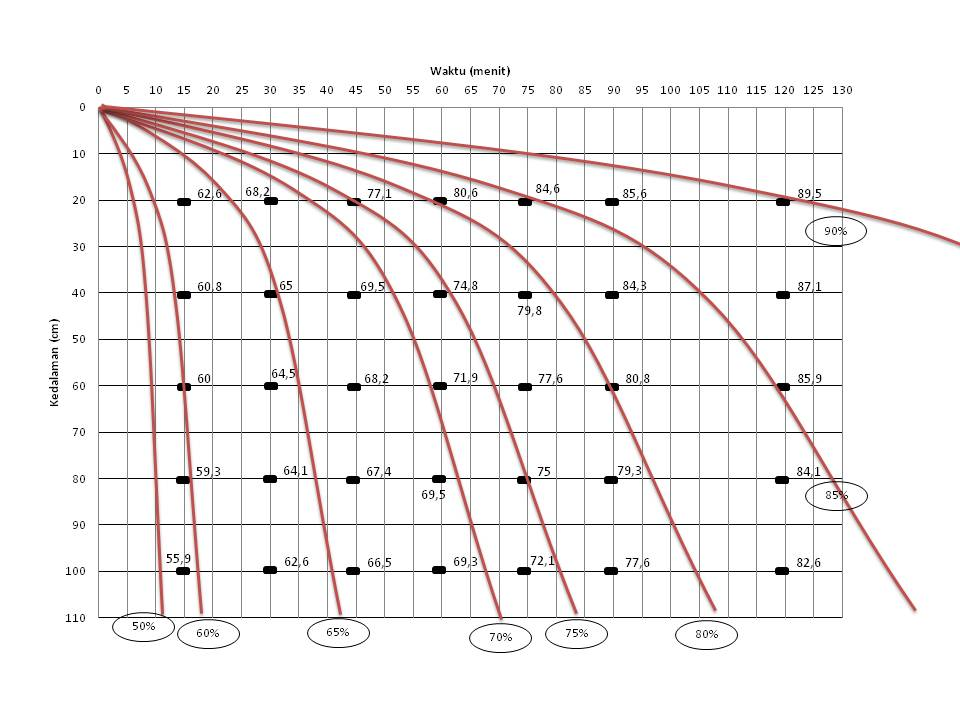 Waktu (menit)
0 5 10 15 20 25 30 35 40 45 50 55 60 65 70 75 80 85 90 95 100 105 110 115 120 125 130
0
10
20
30
40
50
60
70
80
90
100
110
Kedalaman (cm)
62,6 68,2 77,1 80,6 84,6 85,6 89,5
90%
60,8 65 69,5 74,8 79,8 84,3 87,1
60 64,5 68,2 71,9 77,6 80,8 85,9
59,3 64,1 67,4 69,5 75 79,3 84,1
85%
55,9 62,6 66,5 69,3 72,1 77,6 82,6
50% 60% 65% 70% 75% 80%